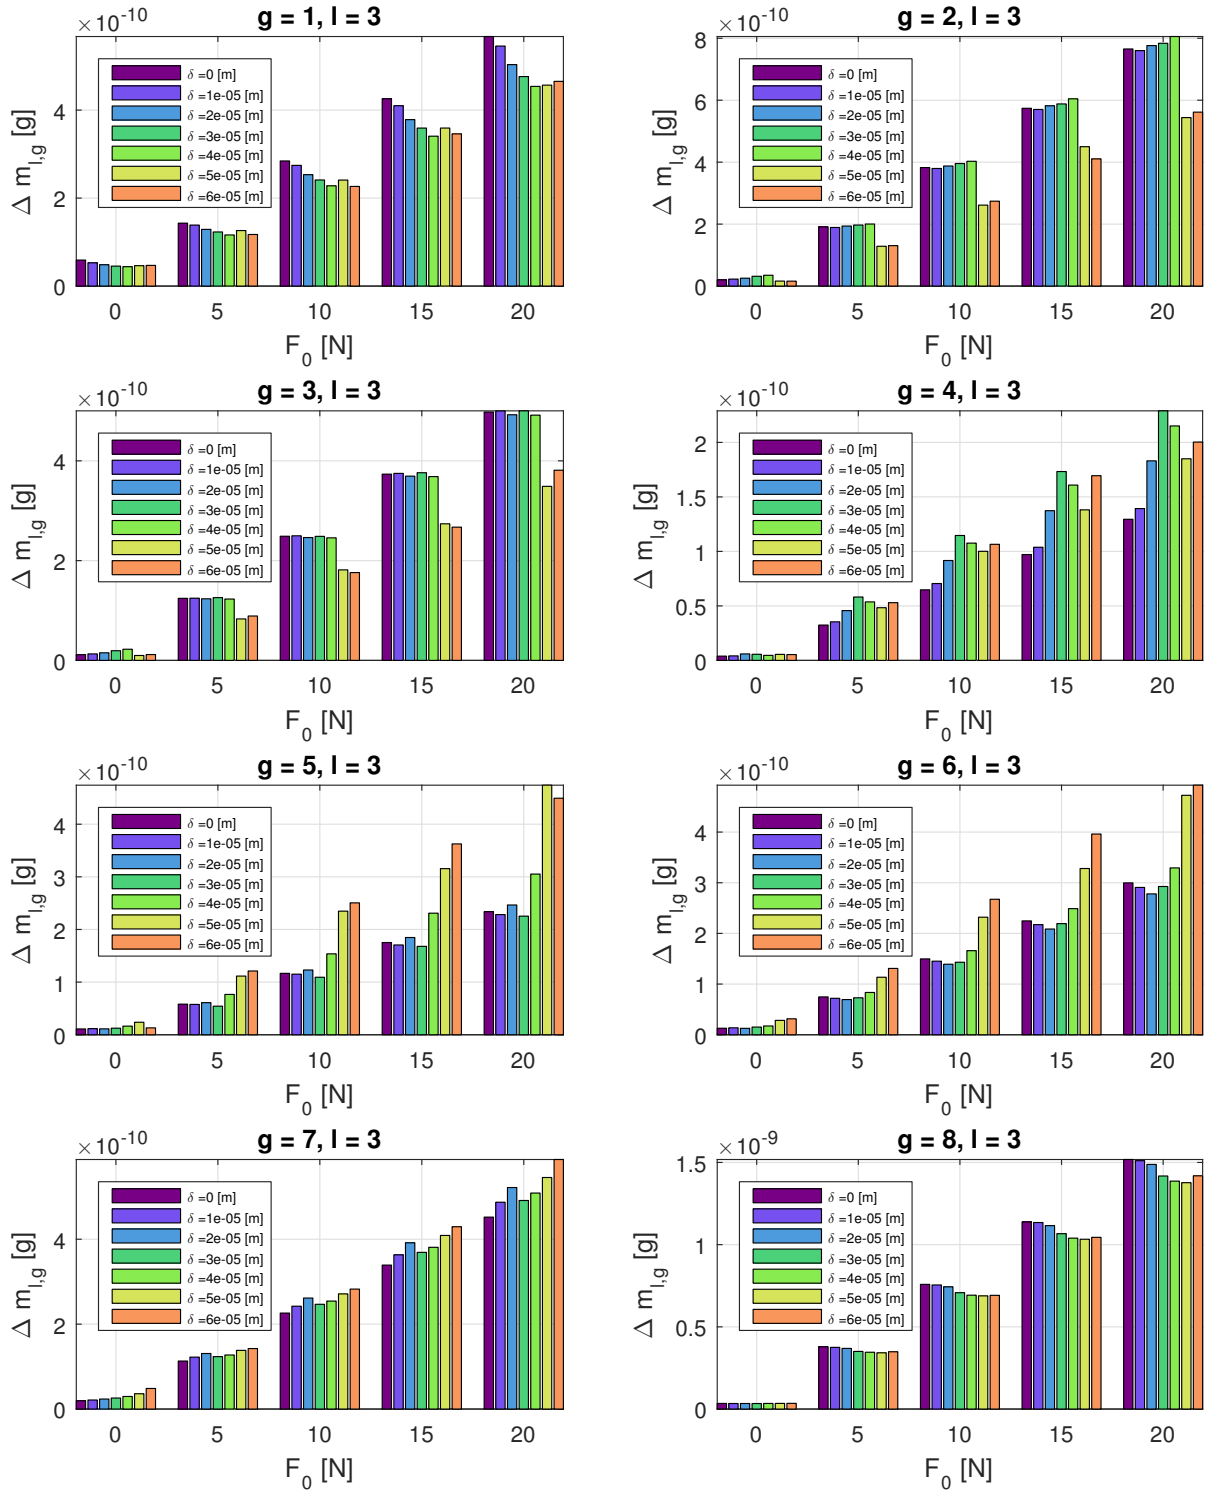 g = 1, l = 3
×10^-10
Δ m_l,g [g]
4
2
0
δ =0 [m]
δ =1e-05 [m]
δ =2e-05 [m]
δ =3e-05 [m]
δ =4e-05 [m]
δ =5e-05 [m]
δ =6e-05 [m]
0 5 10 15 20
F_0 [N]
g = 2, l = 3
×10^-10
Δ m_l,g [g]
8
6
4
2
0
δ =0 [m]
δ =1e-05 [m]
δ =2e-05 [m]
δ =3e-05 [m]
δ =4e-05 [m]
δ =5e-05 [m]
δ =6e-05 [m]
0 5 10 15 20
F_0 [N]
g = 3, l = 3
×10^-10
Δ m_l,g [g]
4
2
0
δ =0 [m]
δ =1e-05 [m]
δ =2e-05 [m]
δ =3e-05 [m]
δ =4e-05 [m]
δ =5e-05 [m]
δ =6e-05 [m]
0 5 10 15 20
F_0 [N]
g = 4, l = 3
×10^-10
Δ m_l,g [g]
2
1.5
1
0.5
0
δ =0 [m]
δ =1e-05 [m]
δ =2e-05 [m]
δ =3e-05 [m]
δ =4e-05 [m]
δ =5e-05 [m]
δ =6e-05 [m]
0 5 10 15 20
F_0 [N]
g = 5, l = 3
×10^-10
Δ m_l,g [g]
4
3
2
1
0
δ =0 [m]
δ =1e-05 [m]
δ =2e-05 [m]
δ =3e-05 [m]
δ =4e-05 [m]
δ =5e-05 [m]
δ =6e-05 [m]
0 5 10 15 20
F_0 [N]
g = 6, l = 3
×10^-10
Δ m_l,g [g]
4
3
2
1
0
δ =0 [m]
δ =1e-05 [m]
δ =2e-05 [m]
δ =3e-05 [m]
δ =4e-05 [m]
δ =5e-05 [m]
δ =6e-05 [m]
0 5 10 15 20
F_0 [N]
g = 7, l = 3
×10^-10
Δ m_l,g [g]
4
2
0
δ =0 [m]
δ =1e-05 [m]
δ =2e-05 [m]
δ =3e-05 [m]
δ =4e-05 [m]
δ =5e-05 [m]
δ =6e-05 [m]
0 5 10 15 20
F_0 [N]
g = 8, l = 3
×10^-9
Δ m_l,g [g]
1.5
1
0.5
0
δ =0 [m]
δ =1e-05 [m]
δ =2e-05 [m]
δ =3e-05 [m]
δ =4e-05 [m]
δ =5e-05 [m]
δ =6e-05 [m]
0 5 10 15 20
F_0 [N]